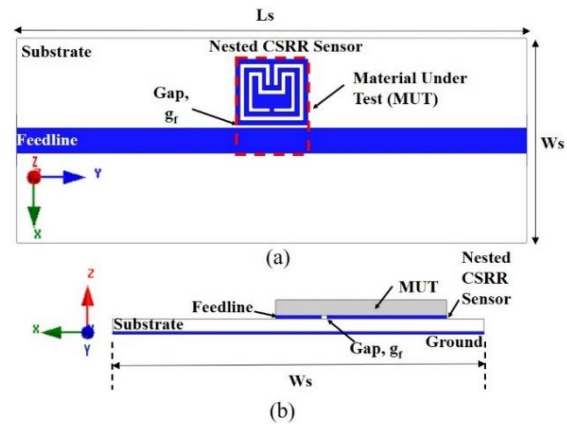 Ls
Substrate
Nested CSRR Sensor
Material Under
Test (MUT)
Gap,
gf
Feedline
Ws
Z
Y
X
(a)
Z
X
Y
Nested
CSRR
Sensor
MUT
Feedline
Substrate
Gap, gf
Ground
Ws
(b)